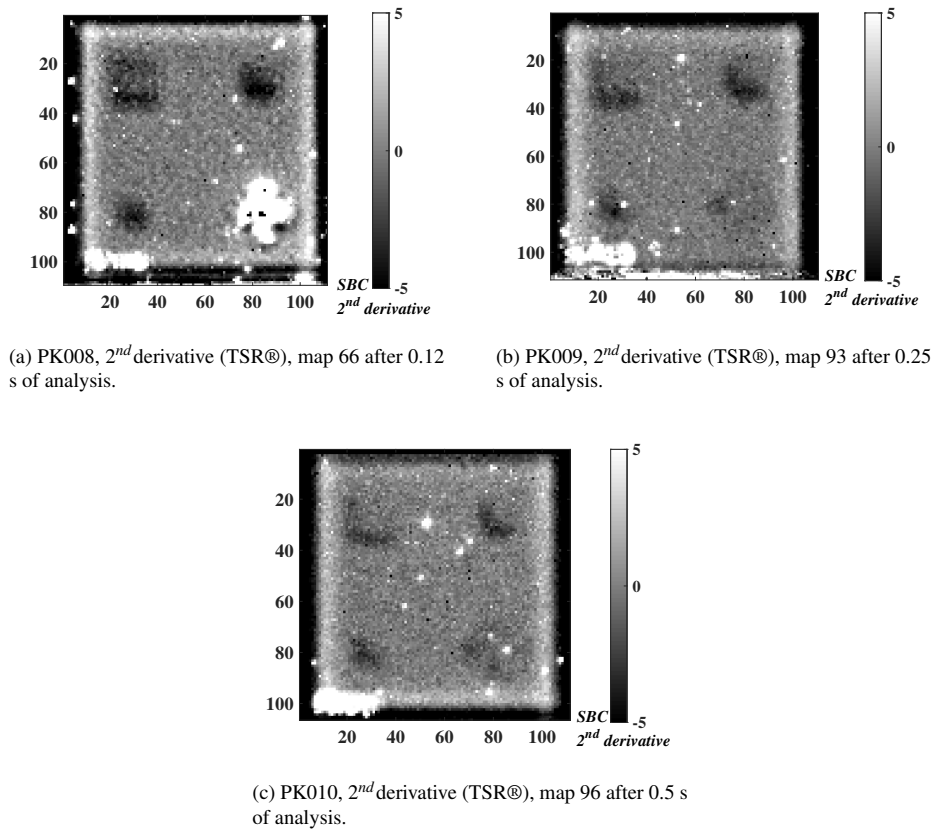 5
0
-5
20
40
60
80
100
20 40 60 80 100
SBC
2nd derivative
(a) PK008, 2nd derivative (TSR®), map 66 after 0.12
s of analysis.
5
0
-5
20
40
60
80
100
20 40 60 80 100
SBC
2nd derivative
(b) PK009, 2nd derivative (TSR®), map 93 after 0.25
s of analysis.
5
0
-5
20
40
60
80
100
20 40 60 80 100
SBC
2nd derivative
(c) PK010, 2nd derivative (TSR®), map 96 after 0.5 s
of analysis.